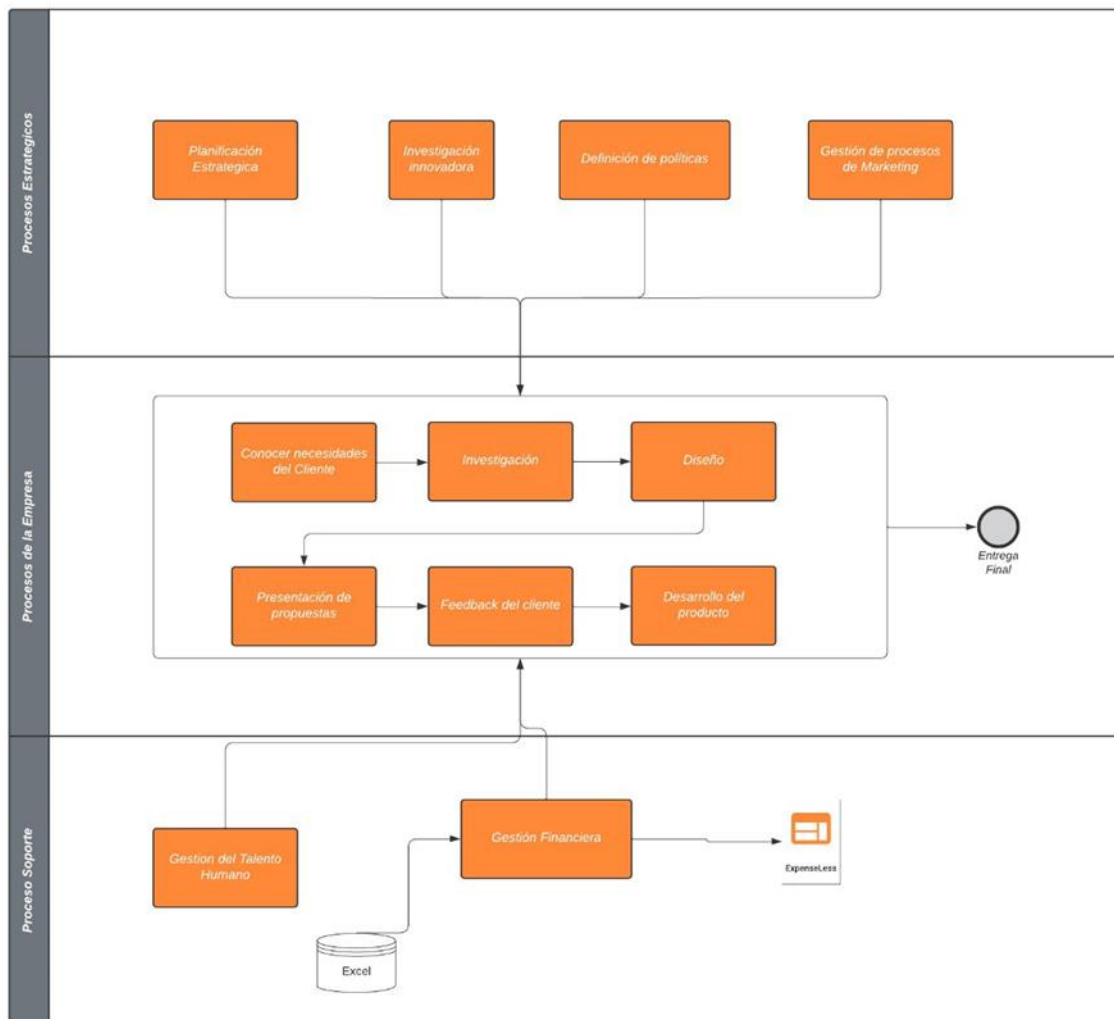 Procesos Estrategicos
Planificación
Estrategica
Investigación
innovadora
Definición de políticas
Gestión de procesos
de Marketing
Procesos de la Empresa
Conocer necesidades
del Cliente
Investigación
Diseño
Presentación de
propuestas
Feedback del cliente
Desarrollo del
producto
Entrega
Final
Proceso Soporte
Gestion del Talento
Humano
Gestión Financiera
ExpenseLess
Excel